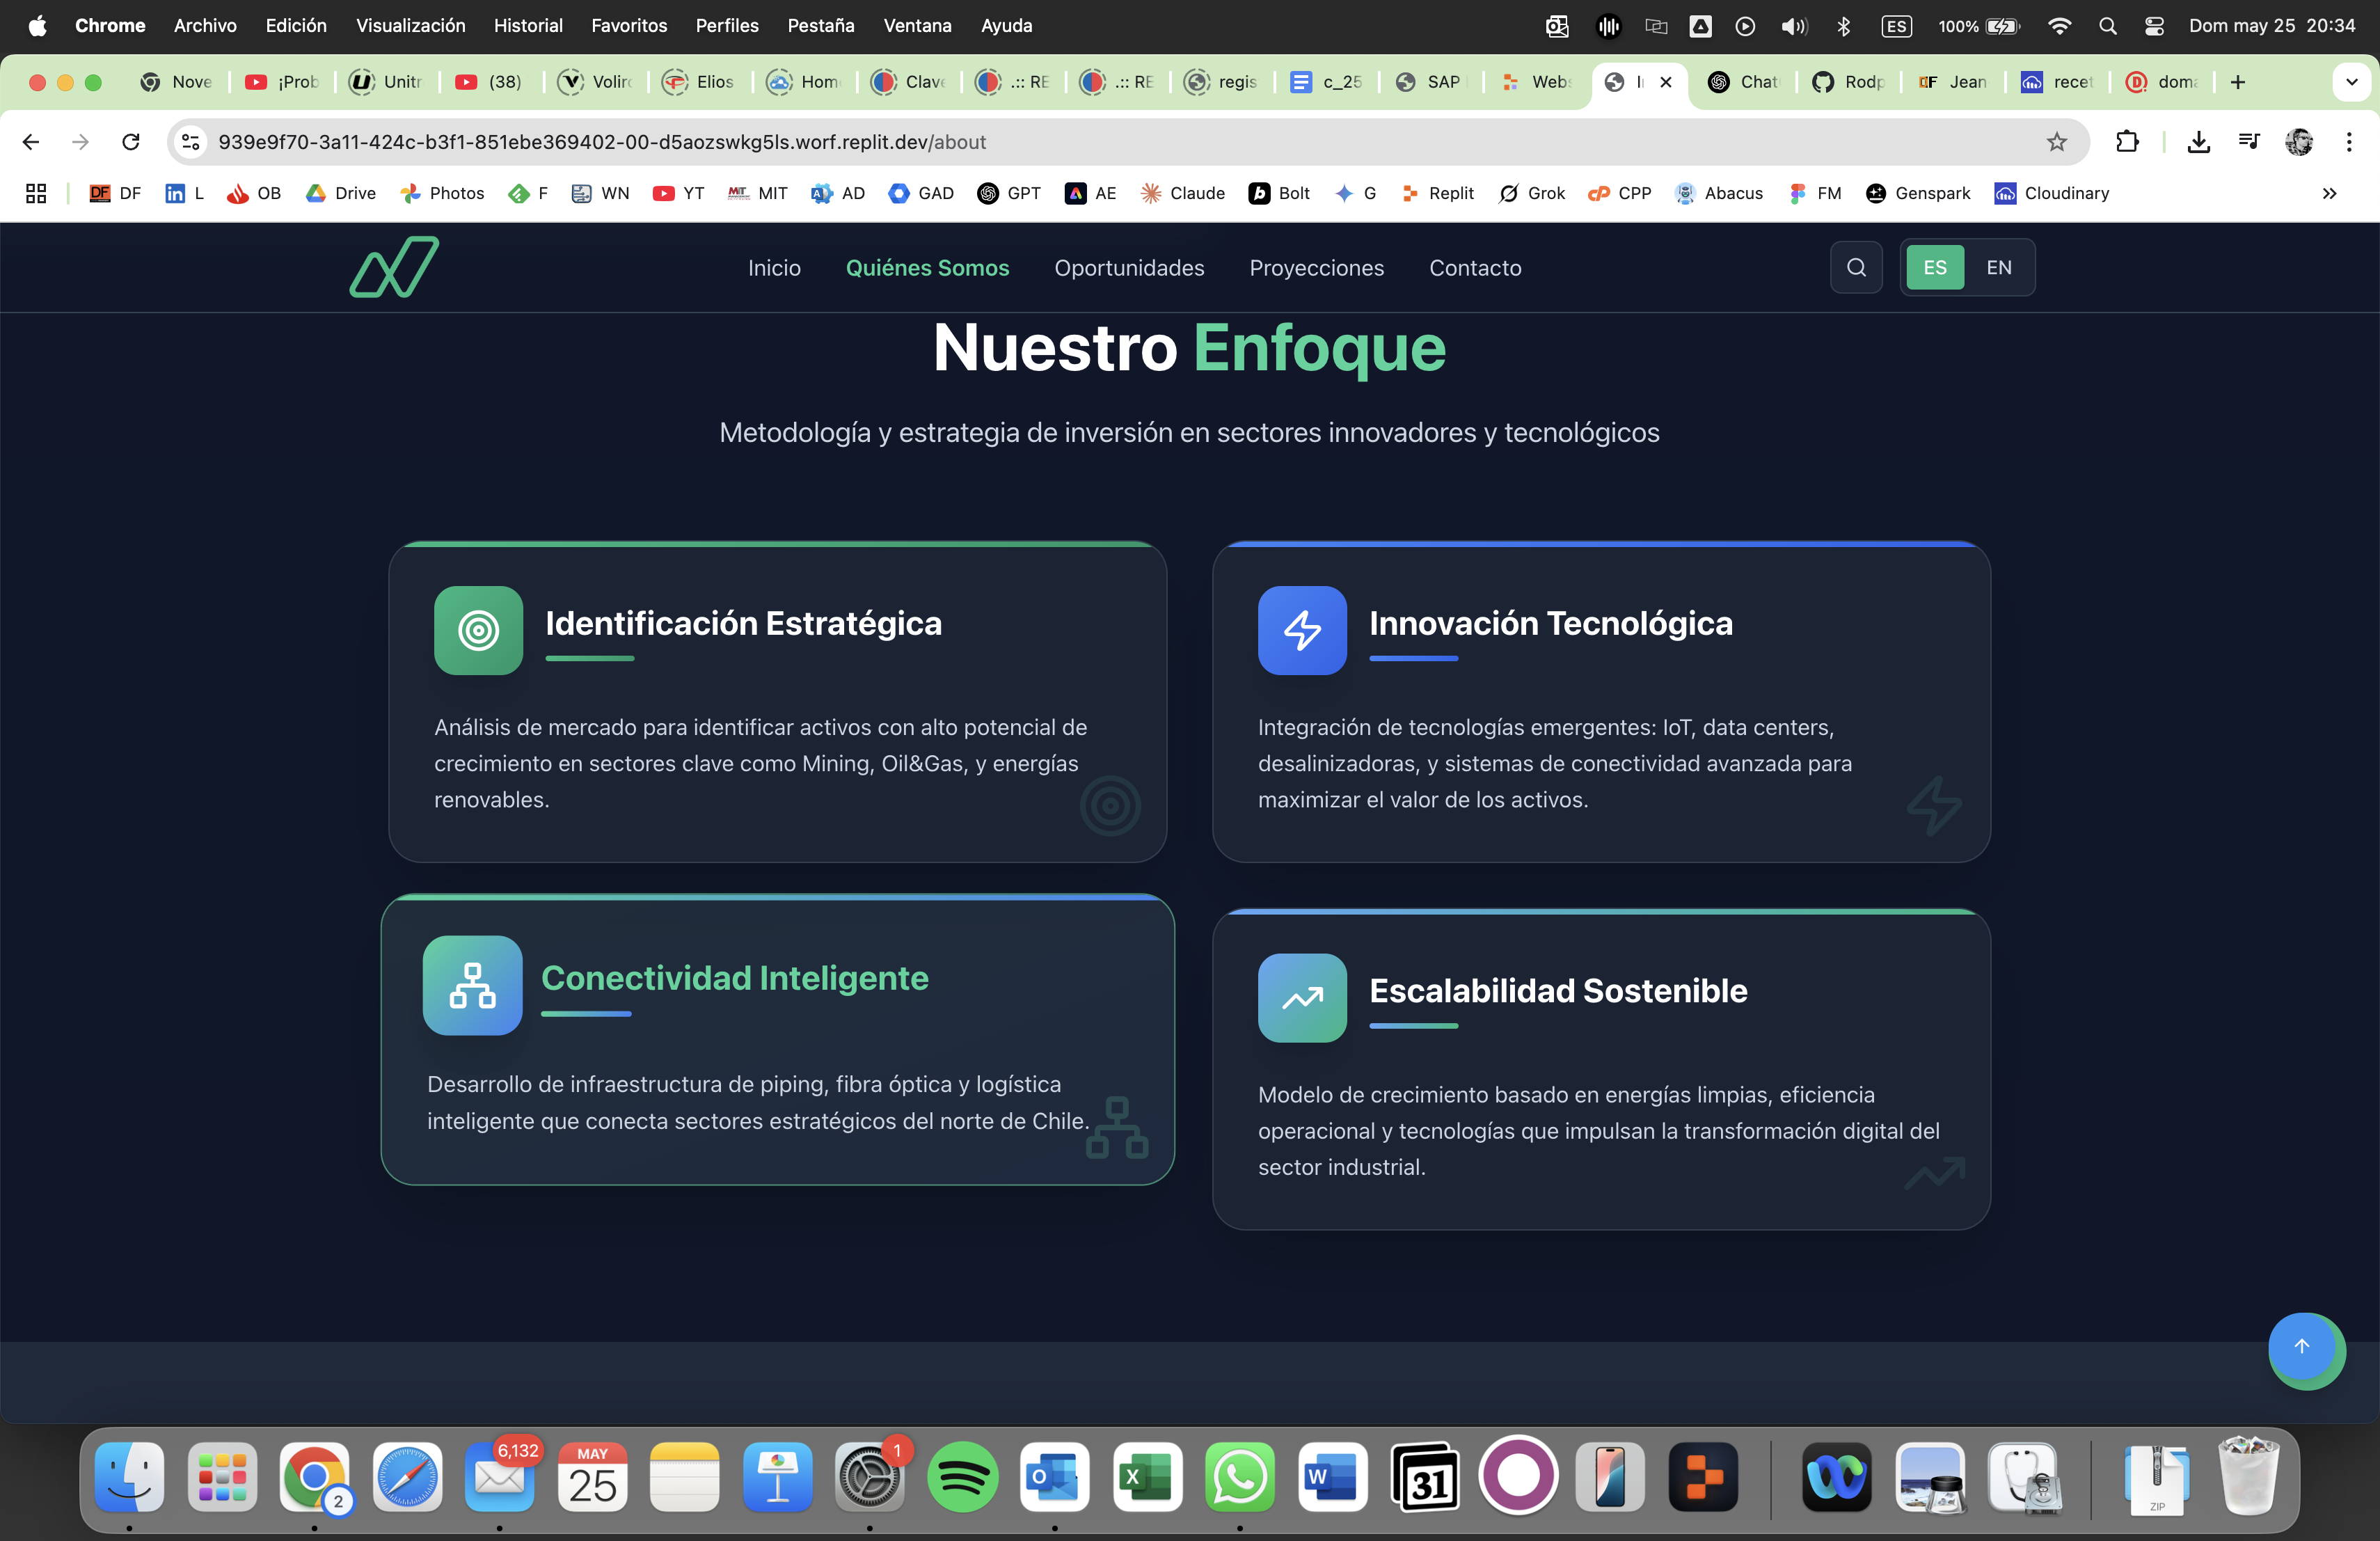 Chrome Archivo Edición Visualización Historial Favoritos Perfiles Pestaña Ventana Ayuda ES 100% Dom may 25 20:34
Nove ¡Prob Unitr (38) Voliro Elios Hom Clave .:: RE .:: RE regis c_25 SAP Webs Chat Rodp Jean recet doma
939e9f70-3a11-424c-b3f1-851ebe369402-00-d5aozswkg5ls.worf.replit.dev/about
DF L OB Drive Photos F WN YT MIT AD GAD GPT AE Claude Bolt G Replit Grok CPP Abacus FM Genspark Cloudinary
Inicio Quiénes Somos Oportunidades Proyecciones Contacto ES EN
Nuestro Enfoque
Metodología y estrategia de inversión en sectores innovadores y tecnológicos
Identificación Estratégica
Análisis de mercado para identificar activos con alto potencial de
crecimiento en sectores clave como Mining, Oil&Gas, y energías
renovables.
Innovación Tecnológica
Integración de tecnologías emergentes: IoT, data centers,
desalinizadoras, y sistemas de conectividad avanzada para
maximizar el valor de los activos.
Conectividad Inteligente
Desarrollo de infraestructura de piping, fibra óptica y logística
inteligente que conecta sectores estratégicos del norte de Chile.
Escalabilidad Sostenible
Modelo de crecimiento basado en energías limpias, eficiencia
operacional y tecnologías que impulsan la transformación digital del
sector industrial.
2 6,132 MAY 25 1 31 ZIP